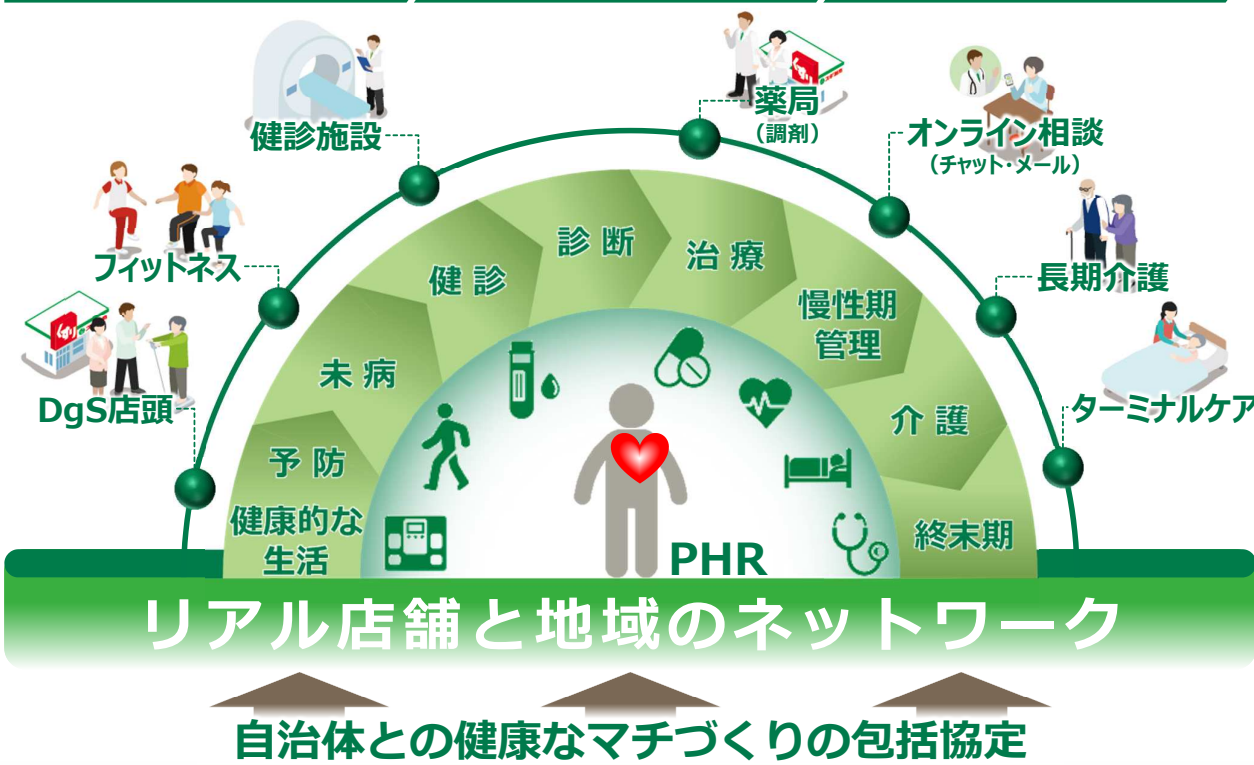 健診施設
薬局
(調剤)
オンライン相談
(チャット・メール)
フィットネス
長期介護
DgS店頭
ターミナルケア
くすり
健康的な
生活
予防
未病
健診
診断
治療
慢性期
管理
介護
終末期
PHR
リアル店舗と地域のネットワーク
自治体との健康なマチづくりの包括協定